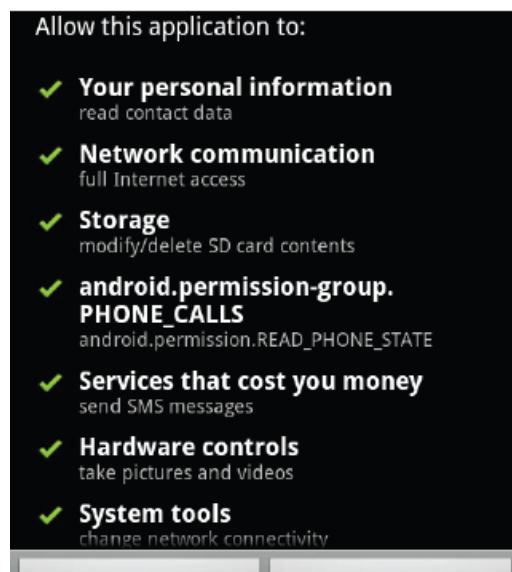 Allow this application to:
Your personal information
read contact data
Network communication
full Internet access
Storage
modify/delete SD card contents
android.permission-group.
PHONE_CALLS
android.permission.READ_PHONE_STATE
Services that cost you money
send SMS messages
Hardware controls
take pictures and videos
System tools
change network connectivity